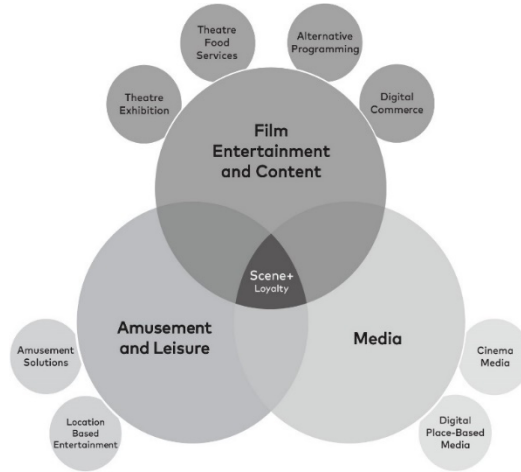 Theatre
Food
Services
Alternative
Programming
Theatre
Exhibition
Digital
Commerce
Film
Entertainment
and Content
Scene+
Loyalty
Amusement
and Leisure
Media
Amusement
Solutions
Location
Based
Entertainment
Cinema
Media
Digital
Place-Based
Media